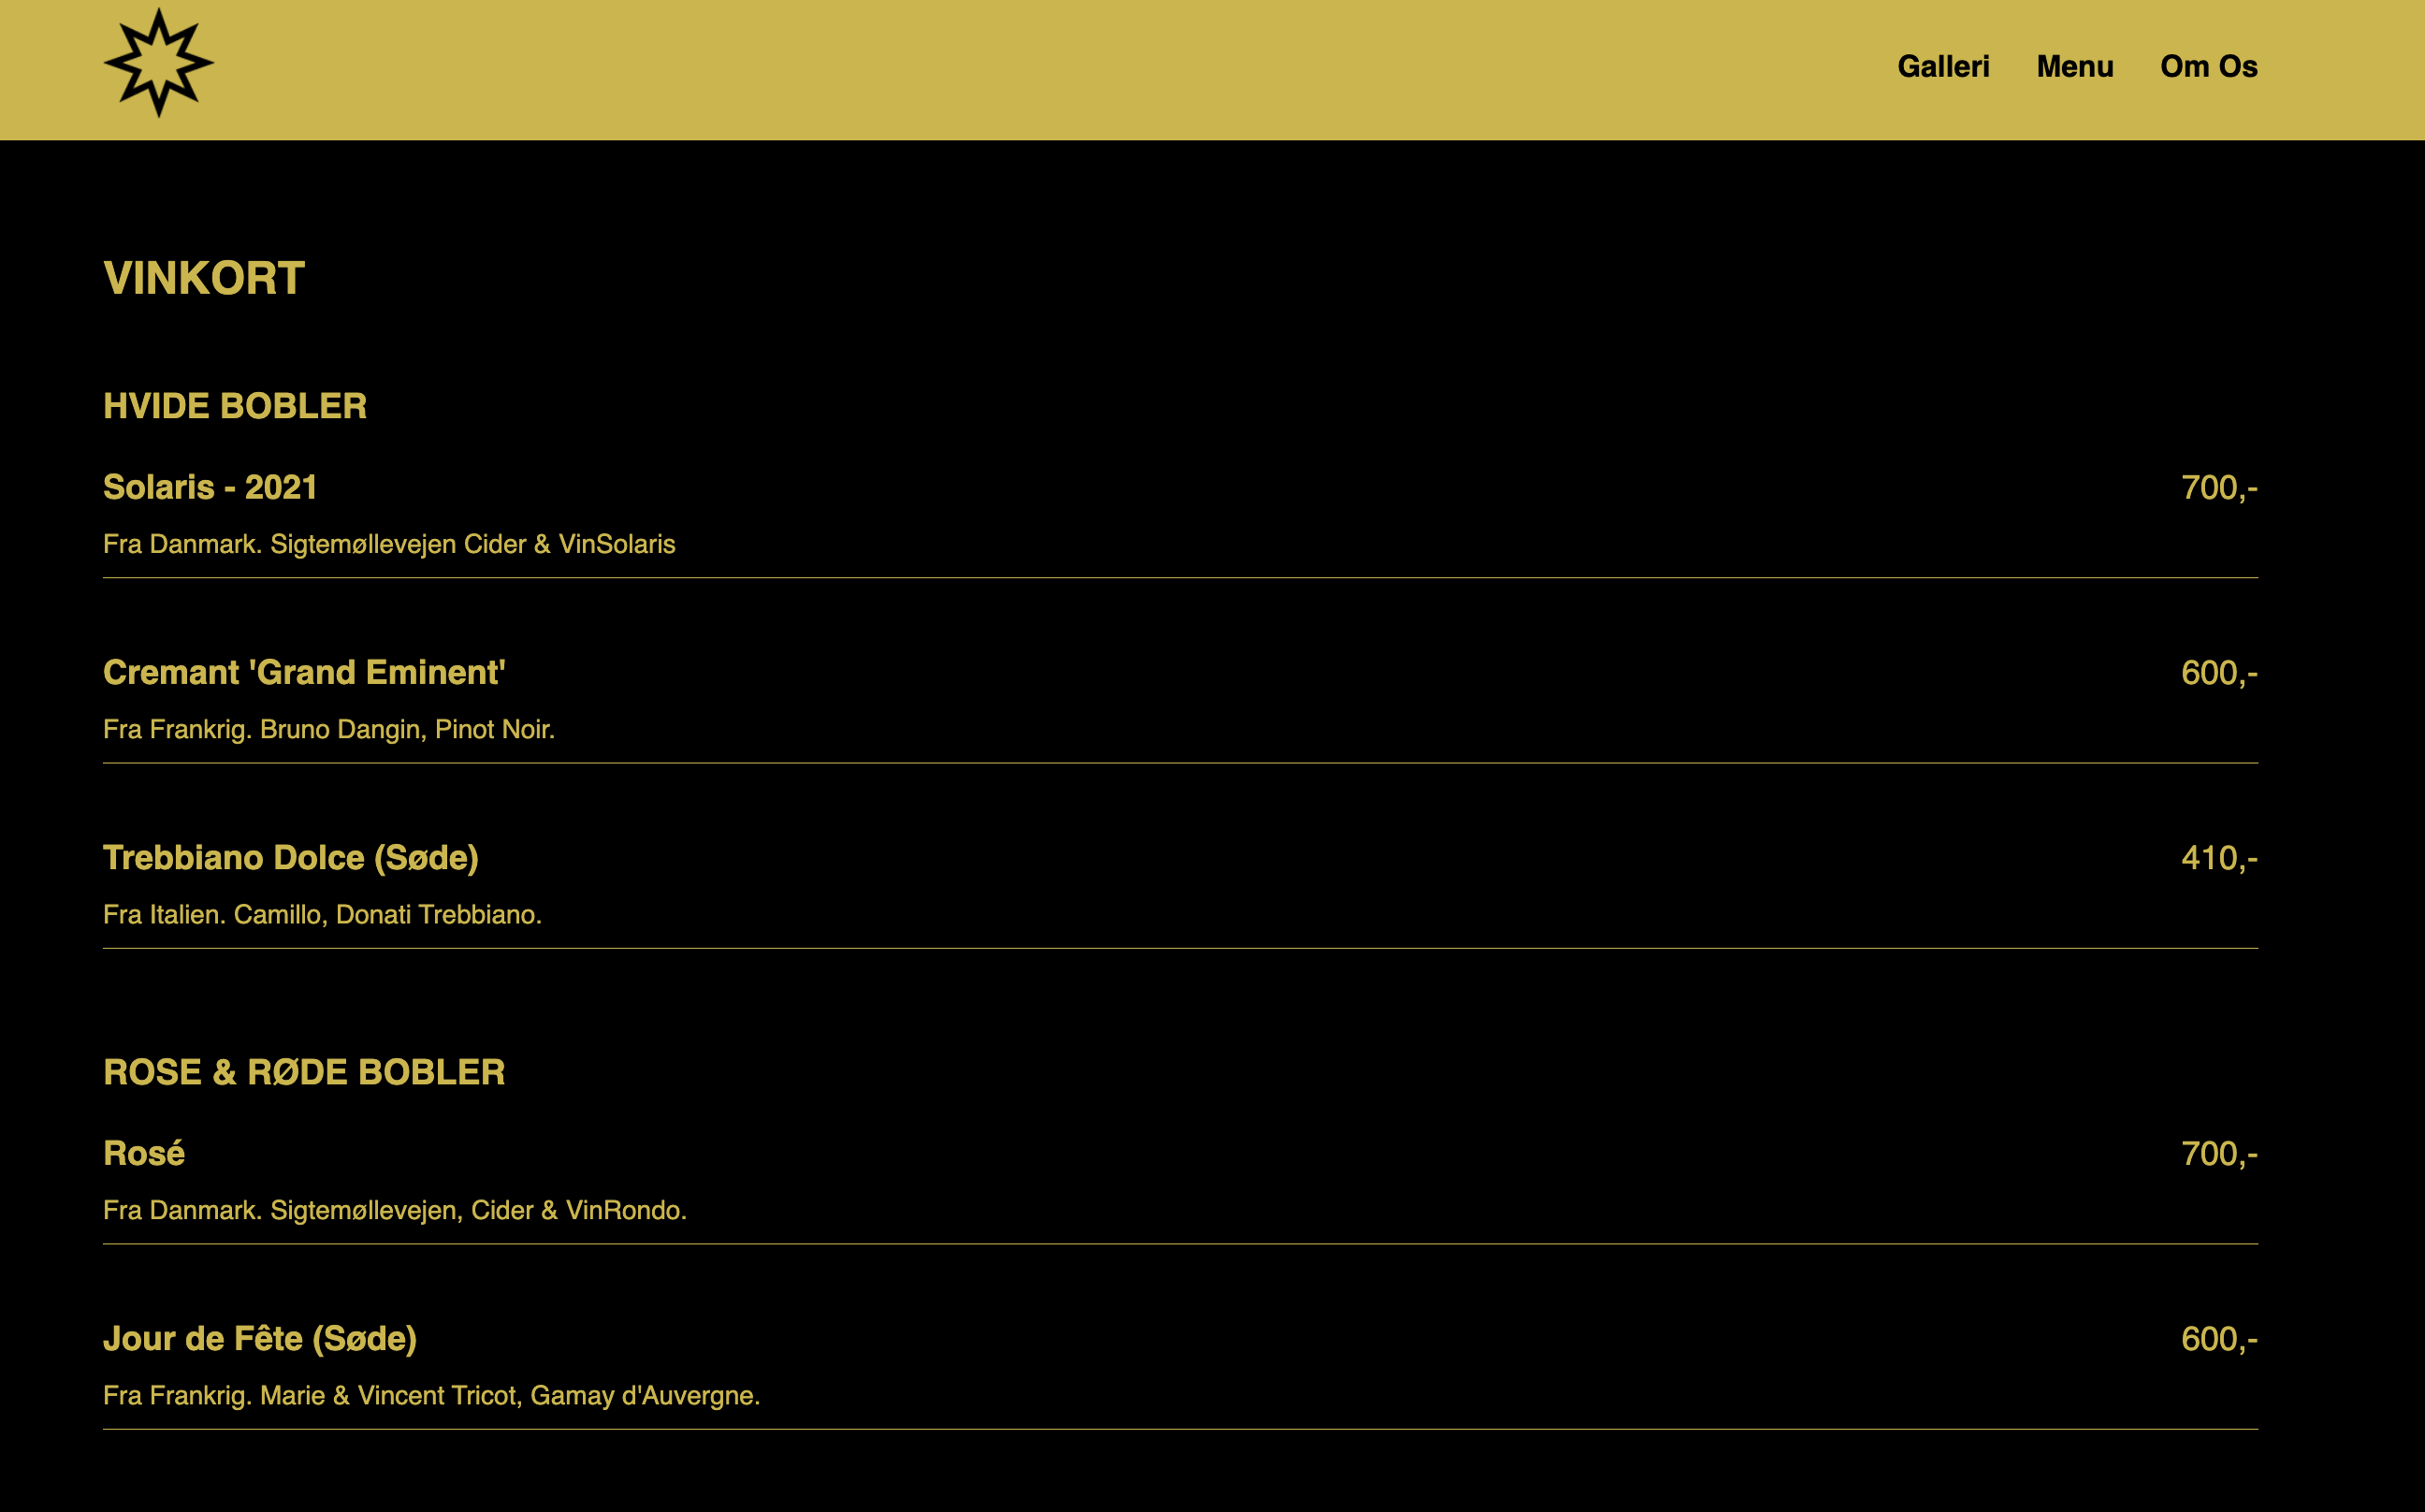 Galleri Menu Om Os
VINKORT
HVIDE BOBLER
Solaris - 2021 700,-
Fra Danmark. Sigtemøllevejen Cider & VinSolaris
Cremant 'Grand Eminent' 600,-
Fra Frankrig. Bruno Dangin, Pinot Noir.
Trebbiano Dolce (Søde) 410,-
Fra Italien. Camillo, Donati Trebbiano.
ROSE & RØDE BOBLER
Rosé 700,-
Fra Danmark. Sigtemøllevejen, Cider & VinRondo.
Jour de Fête (Søde) 600,-
Fra Frankrig. Marie & Vincent Tricot, Gamay d'Auvergne.